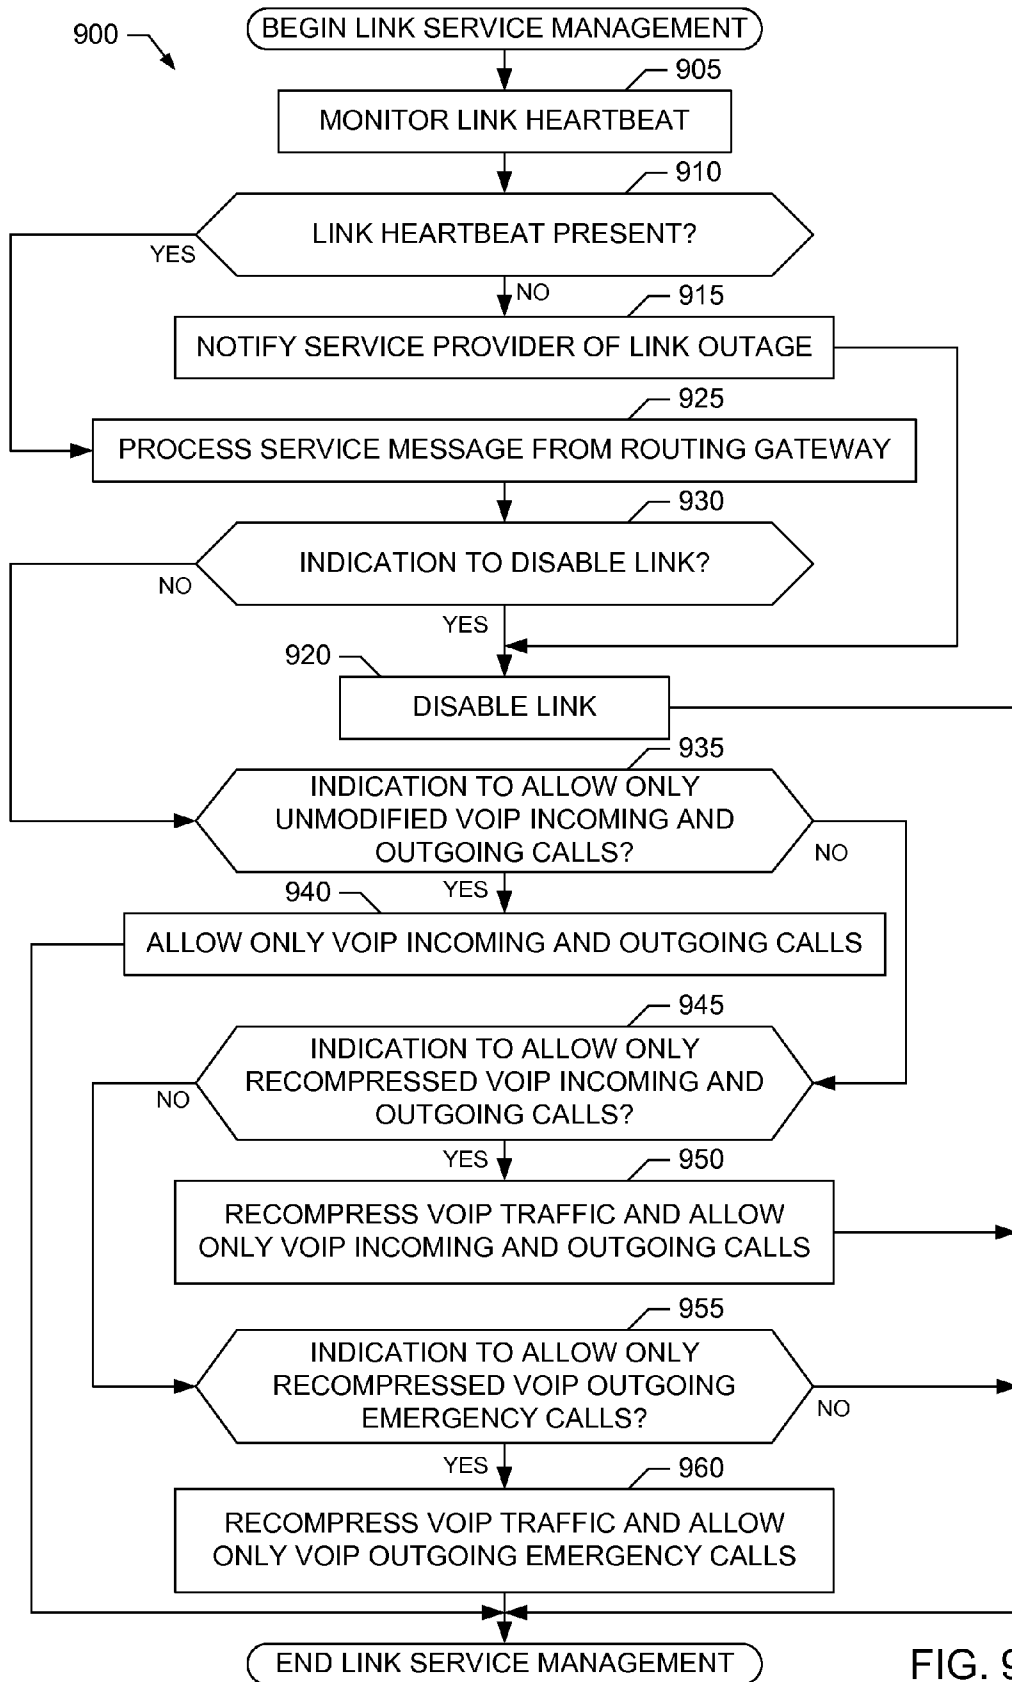 900
BEGIN LINK SERVICE MANAGEMENT
905
MONITOR LINK HEARTBEAT
910
LINK HEARTBEAT PRESENT?
YES
NO
915
NOTIFY SERVICE PROVIDER OF LINK OUTAGE
925
PROCESS SERVICE MESSAGE FROM ROUTING GATEWAY
930
INDICATION TO DISABLE LINK?
NO
YES
920
DISABLE LINK
935
INDICATION TO ALLOW ONLY
UNMODIFIED VOIP INCOMING AND
OUTGOING CALLS?
NO
YES
940
ALLOW ONLY VOIP INCOMING AND OUTGOING CALLS
945
INDICATION TO ALLOW ONLY
RECOMPRESSED VOIP INCOMING AND
OUTGOING CALLS?
NO
YES
950
RECOMPRESS VOIP TRAFFIC AND ALLOW
ONLY VOIP INCOMING AND OUTGOING CALLS
955
INDICATION TO ALLOW ONLY
RECOMPRESSED VOIP OUTGOING
EMERGENCY CALLS?
NO
YES
960
RECOMPRESS VOIP TRAFFIC AND ALLOW
ONLY VOIP OUTGOING EMERGENCY CALLS
END LINK SERVICE MANAGEMENT
FIG. 9